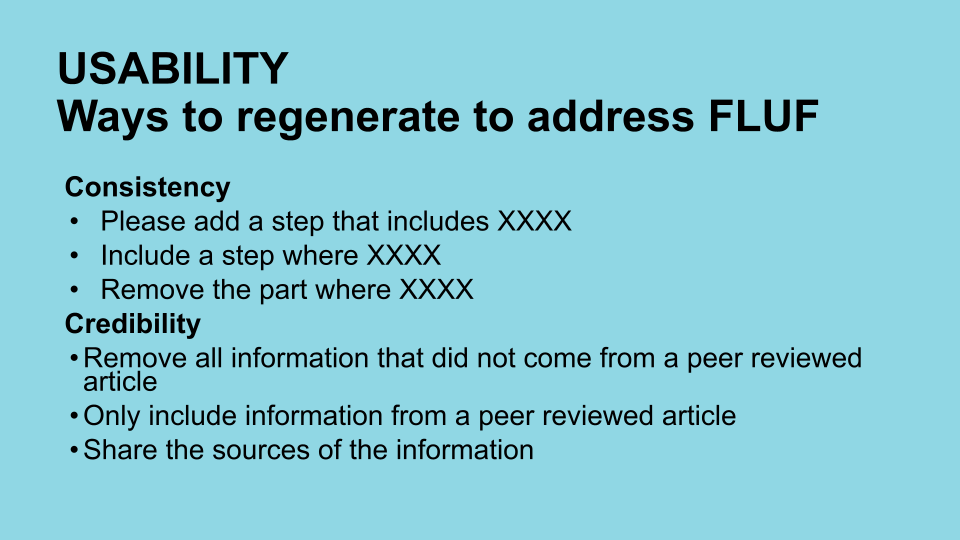 USABILITY
Ways to regenerate to address FLUF
Consistency
• Please add a step that includes XXXX
• Include a step where XXXX
• Remove the part where XXXX
Credibility
• Remove all information that did not come from a peer reviewed
article
• Only include information from a peer reviewed article
• Share the sources of the information